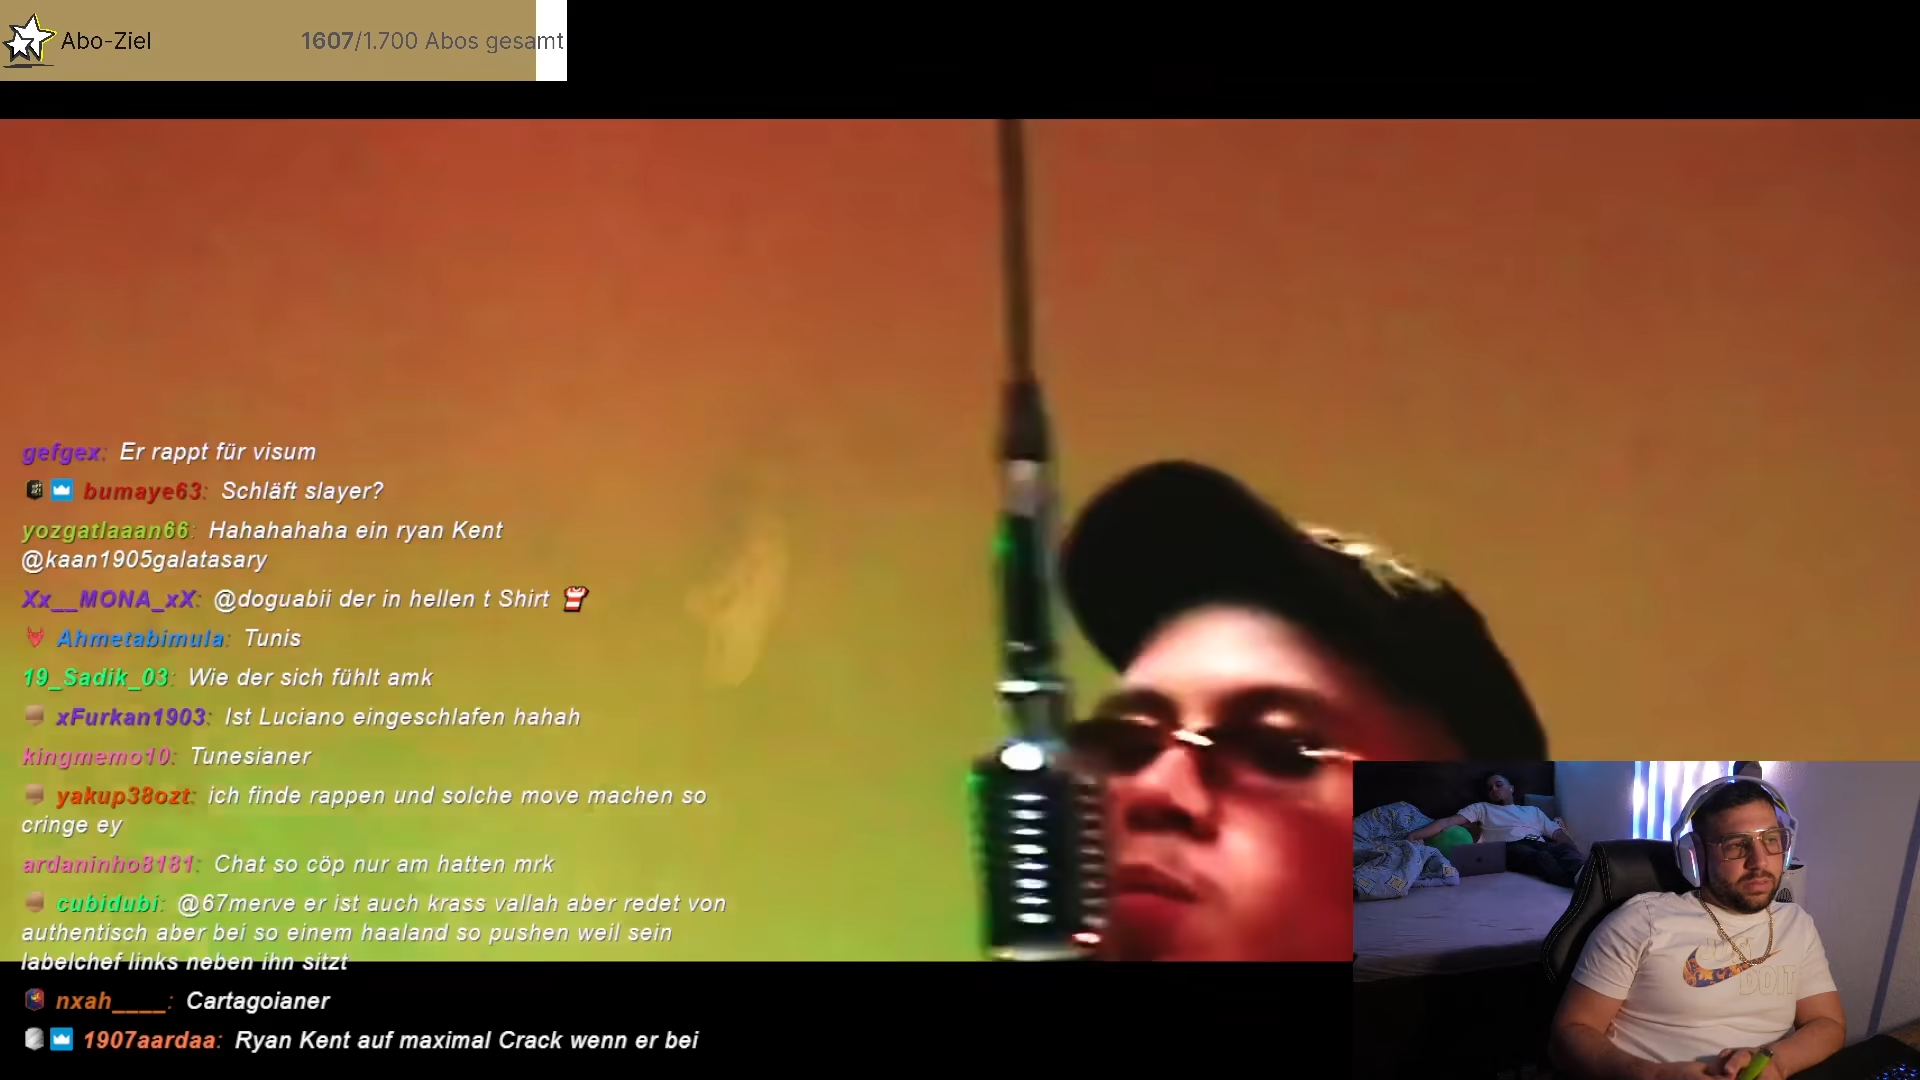 Abo-Ziel 1607/1.700 Abos gesamt
gefgex: Er rappt für visum
bumaye63: Schläft slayer?
yozgatlaaan66: Hahahahaha ein ryan Kent
@kaan1905galatasary
Xx__MONA_xX: @doguabii der in hellen t Shirt
Ahmetabimula: Tunis
19_Sadik_03: Wie der sich fühlt amk
xFurkan1903: Ist Luciano eingeschlafen hahah
kingmemo10: Tunesianer
yakup38ozt: ich finde rappen und solche move machen so
cringe ey
ardaninho8181: Chat so cöp nur am hatten mrk
cubidubi: @67merve er ist auch krass vallah aber redet von
authentisch aber bei so einem haaland so pushen weil sein
labelchef links neben ihn sitzt
nxah____: Cartagoianer
1907aardaa: Ryan Kent auf maximal Crack wenn er bei
DO IT